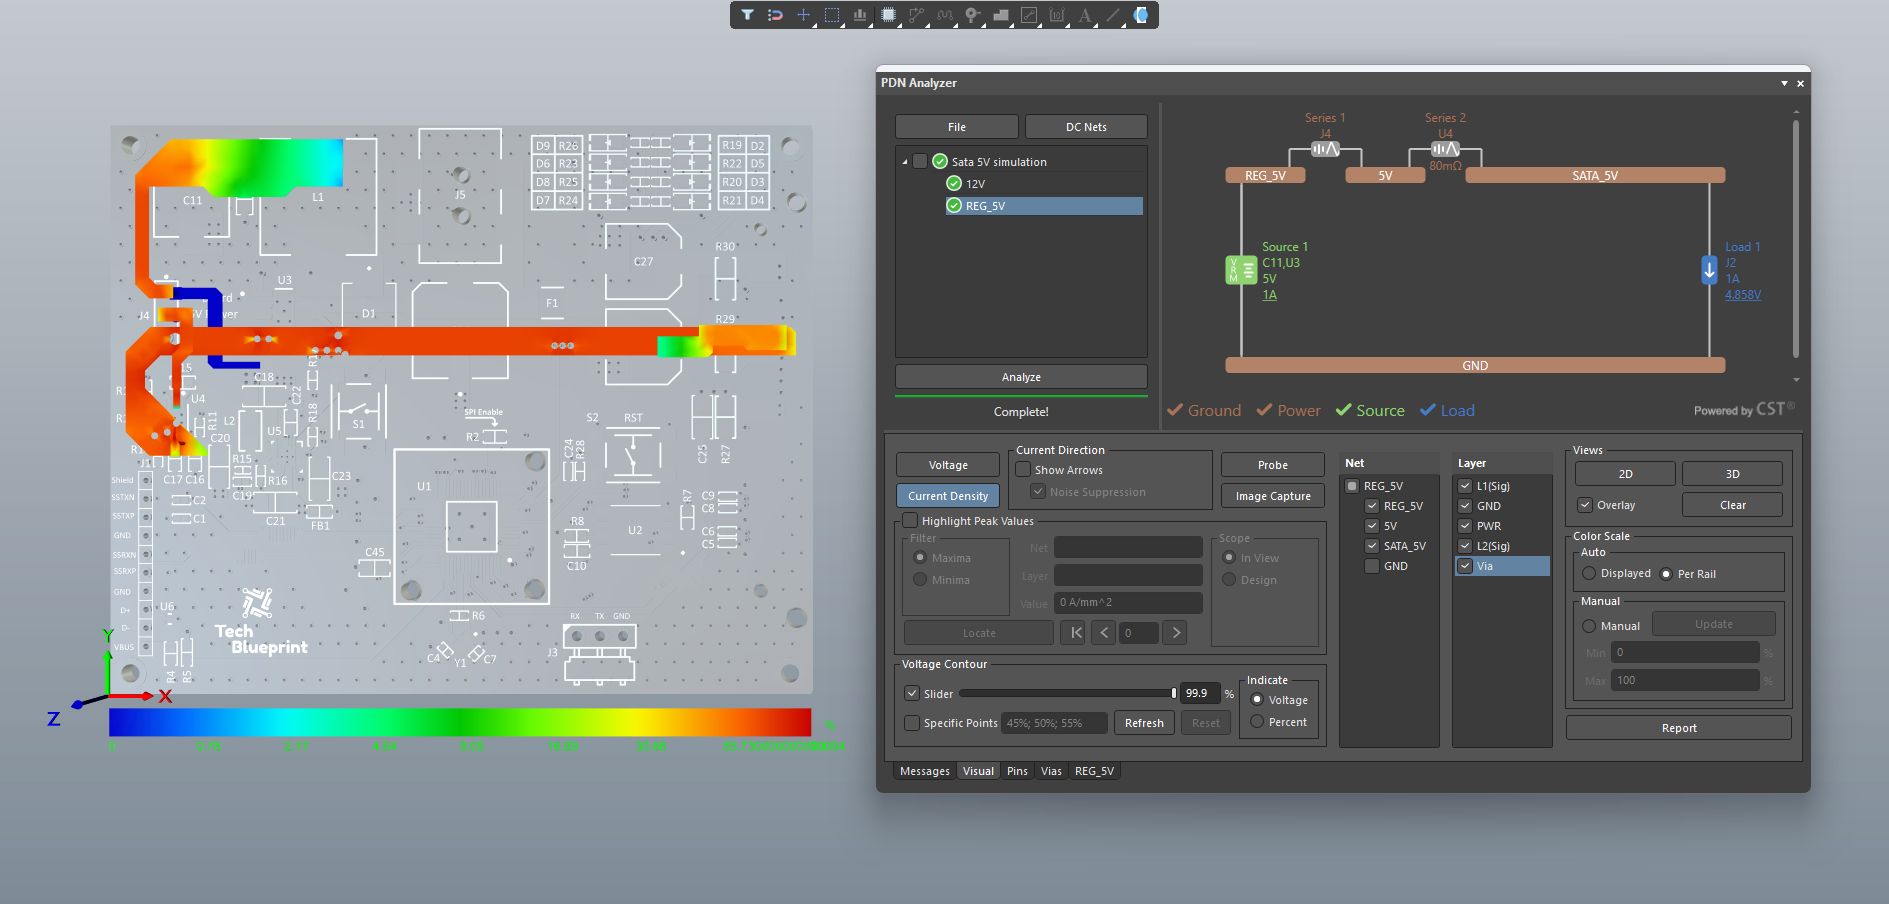 PDN Analyzer
File
DC Nets
Sata 5V simulation
12V
REG_5V
Analyze
Complete!
Series 1
J4
Series 2
U4
80mΩ
REG_5V
5V
SATA_5V
VRM
Source 1
C11,U3
5V
1A
Load 1
J2
1A
4.858V
GND
Ground
Power
Source
Load
Powered by CST®
Voltage
Current Density
Current Direction
Show Arrows
Noise Suppression
Probe
Image Capture
Highlight Peak Values
Filter
Maxima
Minima
Net
Layer
Value
0 A/mm^2
Scope
In View
Design
Locate
0
Voltage Contour
Slider
99.9
%
Specific Points
45%; 50%; 55%
Refresh
Reset
Indicate
Voltage
Percent
Net
REG_5V
REG_5V
5V
SATA_5V
GND
Layer
L1(Sig)
GND
PWR
L2(Sig)
Via
Views
2D
3D
Overlay
Clear
Color Scale
Auto
Displayed
Per Rail
Manual
Manual
Update
Min
0
%
Max
100
%
Report
Messages
Visual
Pins
Vias
REG_5V
D9 R26
D6 R23
D8 R25
D7 R24
R19 D2
R22 D5
R20 D3
R21 D4
C11
L1
J5
C27
R30
U3
J4
D1
F1
R29
C18
U4
R11
L2
U5
C22
R18
S1
SPI Enable
R2
S2
RST
C20
R15
R16
C19
C23
C21
FB1
J1
C17 C16
C2
C1
Shield
SSTXN
SSTXP
GND
SSRXN
SSRXP
GND
D+
D-
VBUS
U6
R4
R5
U1
C45
C24
R28
R8
C10
U2
R7
C25
R27
C9
C8
C6
C5
R6
C4
Y1
C7
RX TX GND
J3
Tech
Blueprint
Y
X
Z
0
%